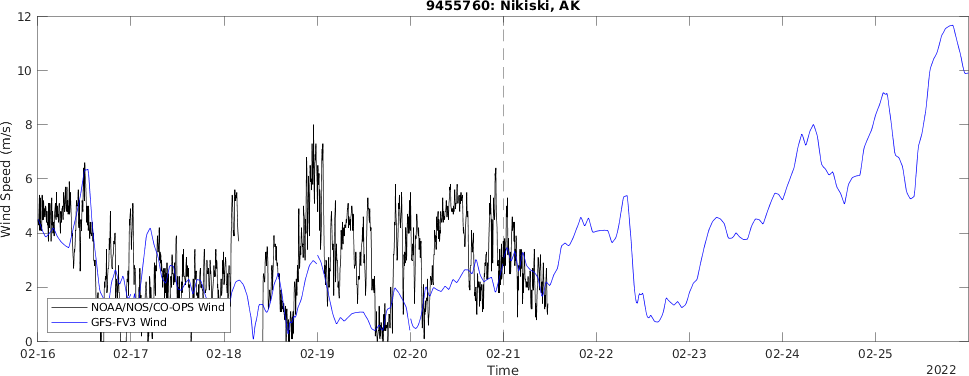 9455760: Nikiski, AK
Wind Speed (m/s)
12
10
8
6
4
2
0
NOAA/NOS/CO-OPS Wind
GFS-FV3 Wind
02-16 02-17 02-18 02-19 02-20 02-21 02-22 02-23 02-24 02-25
Time
2022